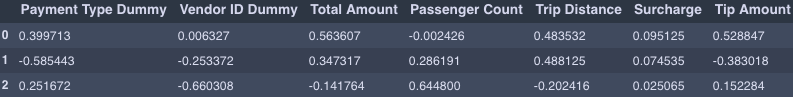 Payment Type Dummy Vendor ID Dummy Total Amount Passenger Count Trip Distance Surcharge Tip Amount
0 0.399713 0.006327 0.563607 -0.002426 0.483532 0.095125 0.528847
1 -0.585443 -0.253372 0.347317 0.286191 0.488125 0.074535 -0.383018
2 0.251672 -0.660308 -0.141764 0.644800 -0.202416 0.025065 0.152284